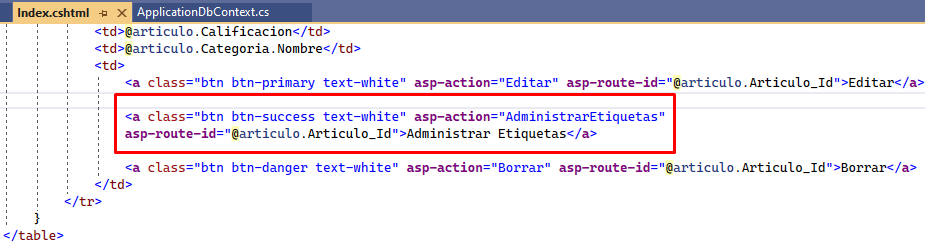 Index.cshtml ApplicationDbContext.cs
<td>@articulo.Calificacion</td>
<td>@articulo.Categoria.Nombre</td>
<td>
<a class="btn btn-primary text-white" asp-action="Editar" asp-route-id="@articulo.Articulo_Id">Editar</a>
<a class="btn btn-success text-white" asp-action="AdministrarEtiquetas"
asp-route-id="@articulo.Articulo_Id">Administrar Etiquetas</a>
<a class="btn btn-danger text-white" asp-action="Borrar" asp-route-id="@articulo.Articulo_Id">Borrar</a>
</td>
</tr>
}
</table>